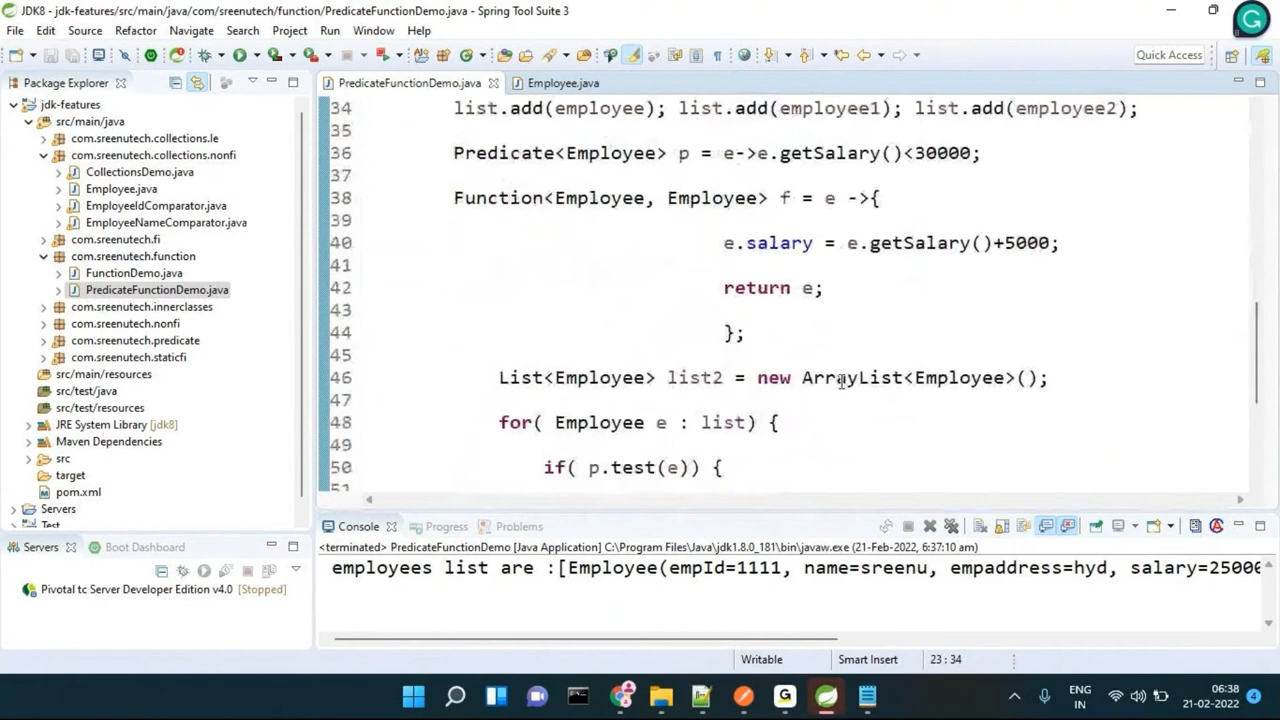 JDK8 - jdk-features/src/main/java/com/sreenutech/function/PredicateFunctionDemo.java - Spring Tool Suite 3
File Edit Source Refactor Navigate Search Project Run Window Help
Quick Access
Package Explorer
jdk-features
src/main/java
com.sreenutech.collections.le
com.sreenutech.collections.nonfi
CollectionsDemo.java
Employee.java
EmployeeIdComparator.java
EmployeeNameComparator.java
com.sreenutech.fi
com.sreenutech.function
FunctionDemo.java
PredicateFunctionDemo.java
com.sreenutech.innerclasses
com.sreenutech.nonfi
com.sreenutech.predicate
com.sreenutech.staticfi
src/main/resources
src/test/java
src/test/resources
JRE System Library [jdk8]
Maven Dependencies
src
target
pom.xml
Servers
Test
PredicateFunctionDemo.java Employee.java
34 list.add(employee); list.add(employee1); list.add(employee2);
35
36 Predicate<Employee> p = e->e.getSalary()<30000;
37
38 Function<Employee, Employee> f = e ->{
39
40 e.salary = e.getSalary()+5000;
41
42 return e;
43
44 };
45
46 List<Employee> list2 = new ArrayList<Employee>();
47
48 for( Employee e : list) {
49
50 if( p.test(e)) {
51
Servers Boot Dashboard
Pivotal tc Server Developer Edition v4.0 [Stopped]
Console Progress Problems
<terminated> PredicateFunctionDemo [Java Application] C:\Program Files\Java\jdk1.8.0_181\bin\javaw.exe (21-Feb-2022, 6:37:10 am)
employees list are :[Employee(empId=1111, name=sreenu, empaddress=hyd, salary=25000
Writable Smart Insert 23 : 34
ENG
IN
06:38
21-02-2022
4